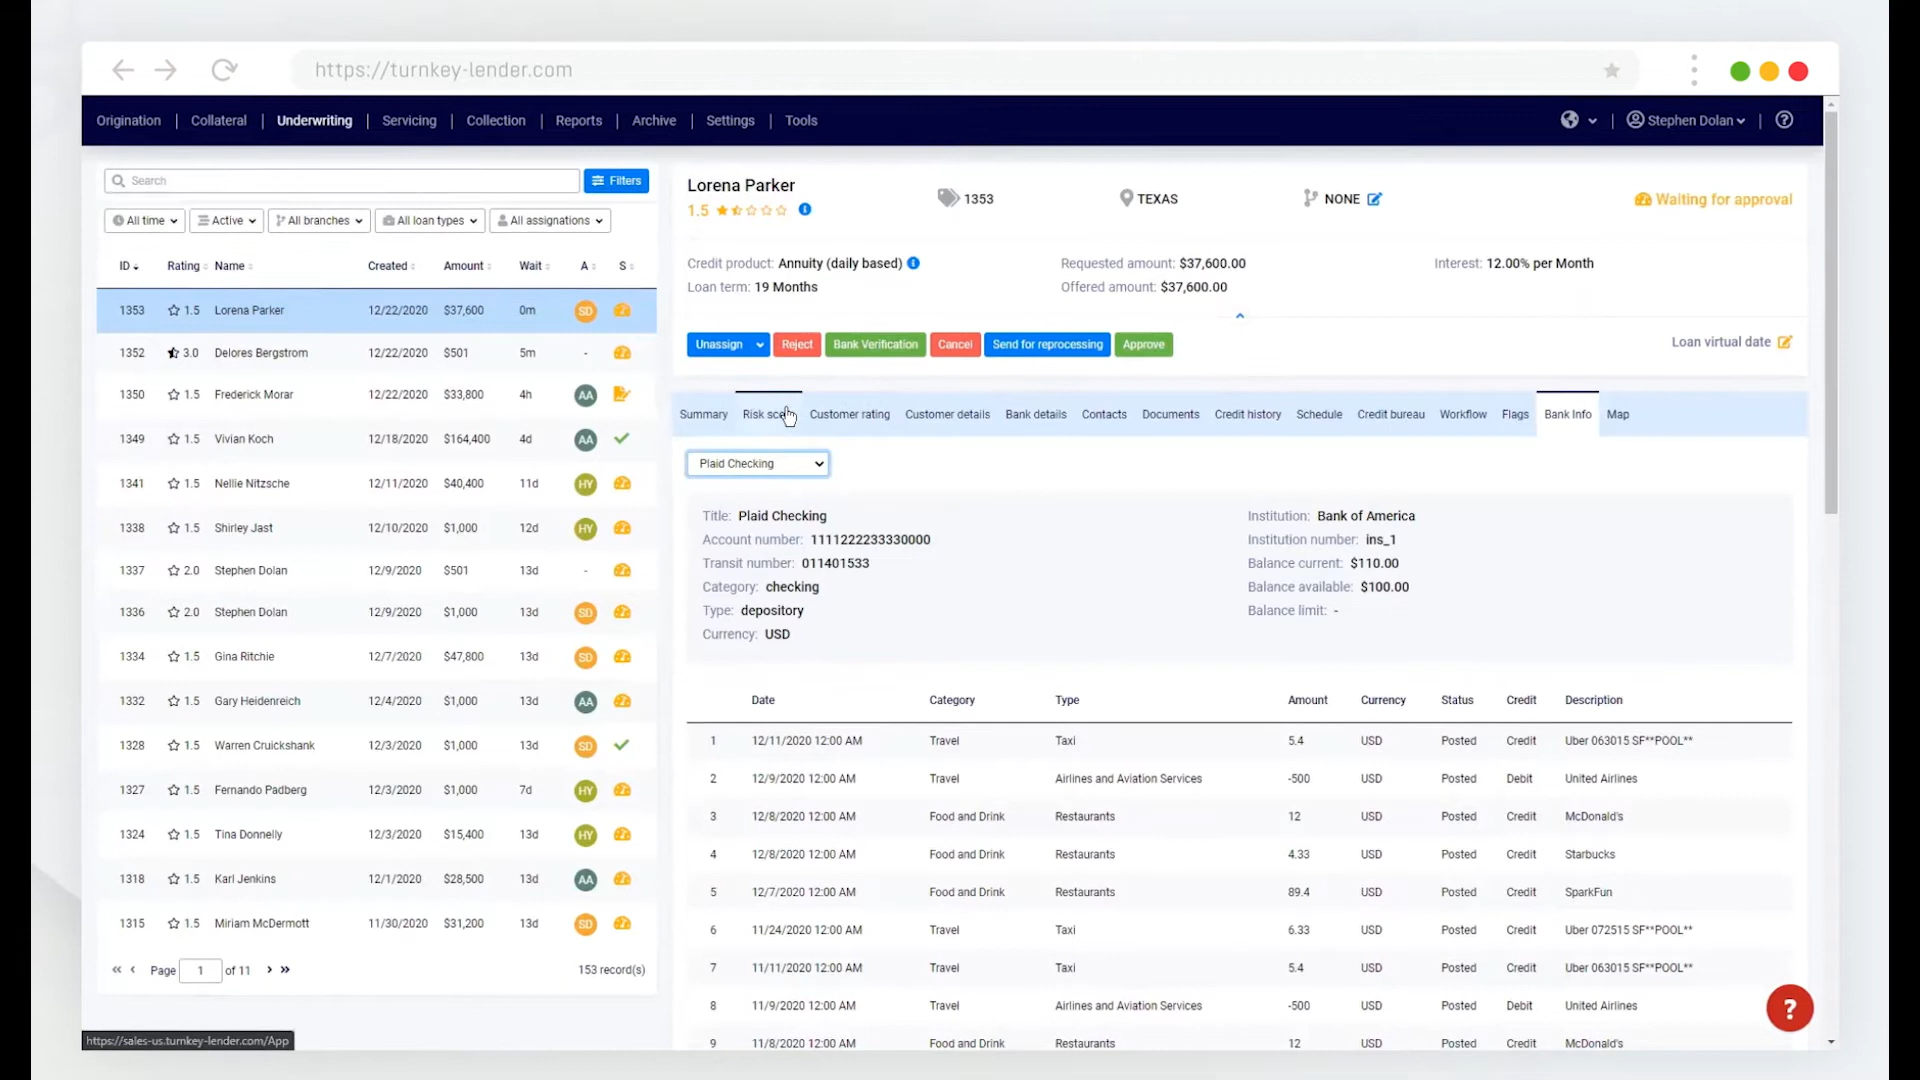 https://turnkey-lender.com
Origination | Collateral | Underwriting | Servicing | Collection | Reports | Archive | Settings | Tools | Stephen Dolan | ?
Search Filters
All time Active All branches All loan types All assignations
ID Rating Name Created Amount Wait A S
1353 1.5 Lorena Parker 12/22/2020 $37,600 0m SD
1352 3.0 Delores Bergstrom 12/22/2020 $501 5m -
1350 1.5 Frederick Morar 12/22/2020 $33,800 4h AA
1349 1.5 Vivian Koch 12/18/2020 $164,400 4d AA
1341 1.5 Nellie Nitzsche 12/11/2020 $40,400 11d HY
1338 1.5 Shirley Jast 12/10/2020 $1,000 12d HY
1337 2.0 Stephen Dolan 12/9/2020 $501 13d -
1336 2.0 Stephen Dolan 12/9/2020 $1,000 13d SD
1334 1.5 Gina Ritchie 12/7/2020 $47,800 13d SD
1332 1.5 Gary Heidenreich 12/4/2020 $1,000 13d AA
1328 1.5 Warren Cruickshank 12/3/2020 $1,000 13d SD
1327 1.5 Fernando Padberg 12/3/2020 $1,000 7d HY
1324 1.5 Tina Donnelly 12/3/2020 $15,400 13d HY
1318 1.5 Karl Jenkins 12/1/2020 $28,500 13d AA
1315 1.5 Miriam McDermott 11/30/2020 $31,200 13d SD
« ‹ Page 1 of 11 › » 153 record(s)
https://sales-us.turnkey-lender.com/App
Lorena Parker
1.5
1353 TEXAS NONE Waiting for approval
Credit product: Annuity (daily based) Requested amount: $37,600.00 Interest: 12.00% per Month
Loan term: 19 Months Offered amount: $37,600.00
Unassign Reject Bank Verification Cancel Send for reprocessing Approve Loan virtual date
Summary Risk Customer rating Customer details Bank details Contacts Documents Credit history Schedule Credit bureau Workflow Flags Bank Info Map
Plaid Checking
Title: Plaid Checking Institution: Bank of America
Account number: 1111222233330000 Institution number: ins_1
Transit number: 011401533 Balance current: $110.00
Category: checking Balance available: $100.00
Type: depository Balance limit: -
Currency: USD
Date Category Type Amount Currency Status Credit Description
1 12/11/2020 12:00 AM Travel Taxi 5.4 USD Posted Credit Uber 063015 SF**POOL**
2 12/9/2020 12:00 AM Travel Airlines and Aviation Services -500 USD Posted Debit United Airlines
3 12/8/2020 12:00 AM Food and Drink Restaurants 12 USD Posted Credit McDonald's
4 12/8/2020 12:00 AM Food and Drink Restaurants 4.33 USD Posted Credit Starbucks
5 12/7/2020 12:00 AM Food and Drink Restaurants 89.4 USD Posted Credit SparkFun
6 11/24/2020 12:00 AM Travel Taxi 6.33 USD Posted Credit Uber 072515 SF**POOL**
7 11/11/2020 12:00 AM Travel Taxi 5.4 USD Posted Credit Uber 063015 SF**POOL**
8 11/9/2020 12:00 AM Travel Airlines and Aviation Services -500 USD Posted Debit United Airlines
9 11/8/2020 12:00 AM Food and Drink Restaurants 12 USD Posted Credit McDonald's
?